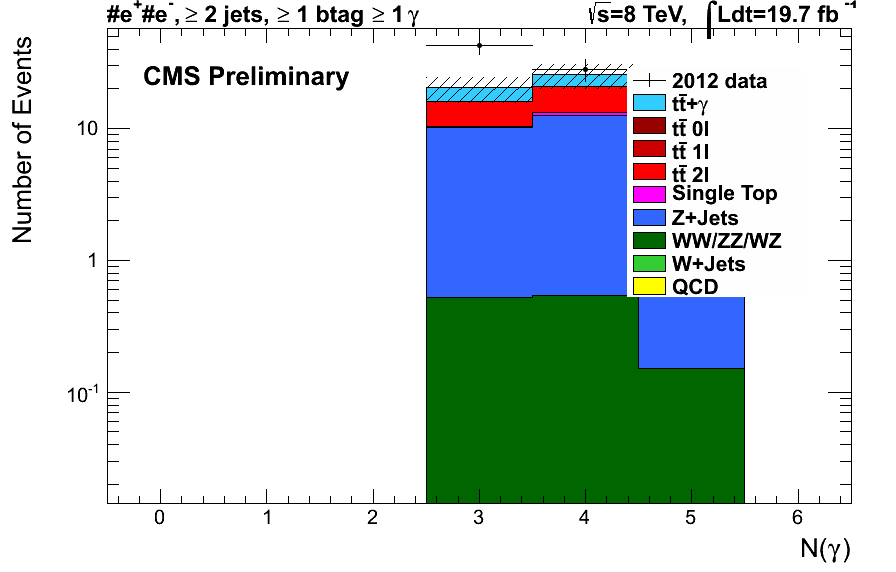 #e⁺#e⁻, ≥ 2 jets, ≥ 1 btag ≥ 1 γ
√s=8 TeV, ∫Ldt=19.7 fb⁻¹
CMS Preliminary
Number of Events
10
1
10⁻¹
2012 data
tt̄+γ
tt̄ 0l
tt̄ 1l
tt̄ 2l
Single Top
Z+Jets
WW/ZZ/WZ
W+Jets
QCD
0 1 2 3 4 5 6
N(γ)